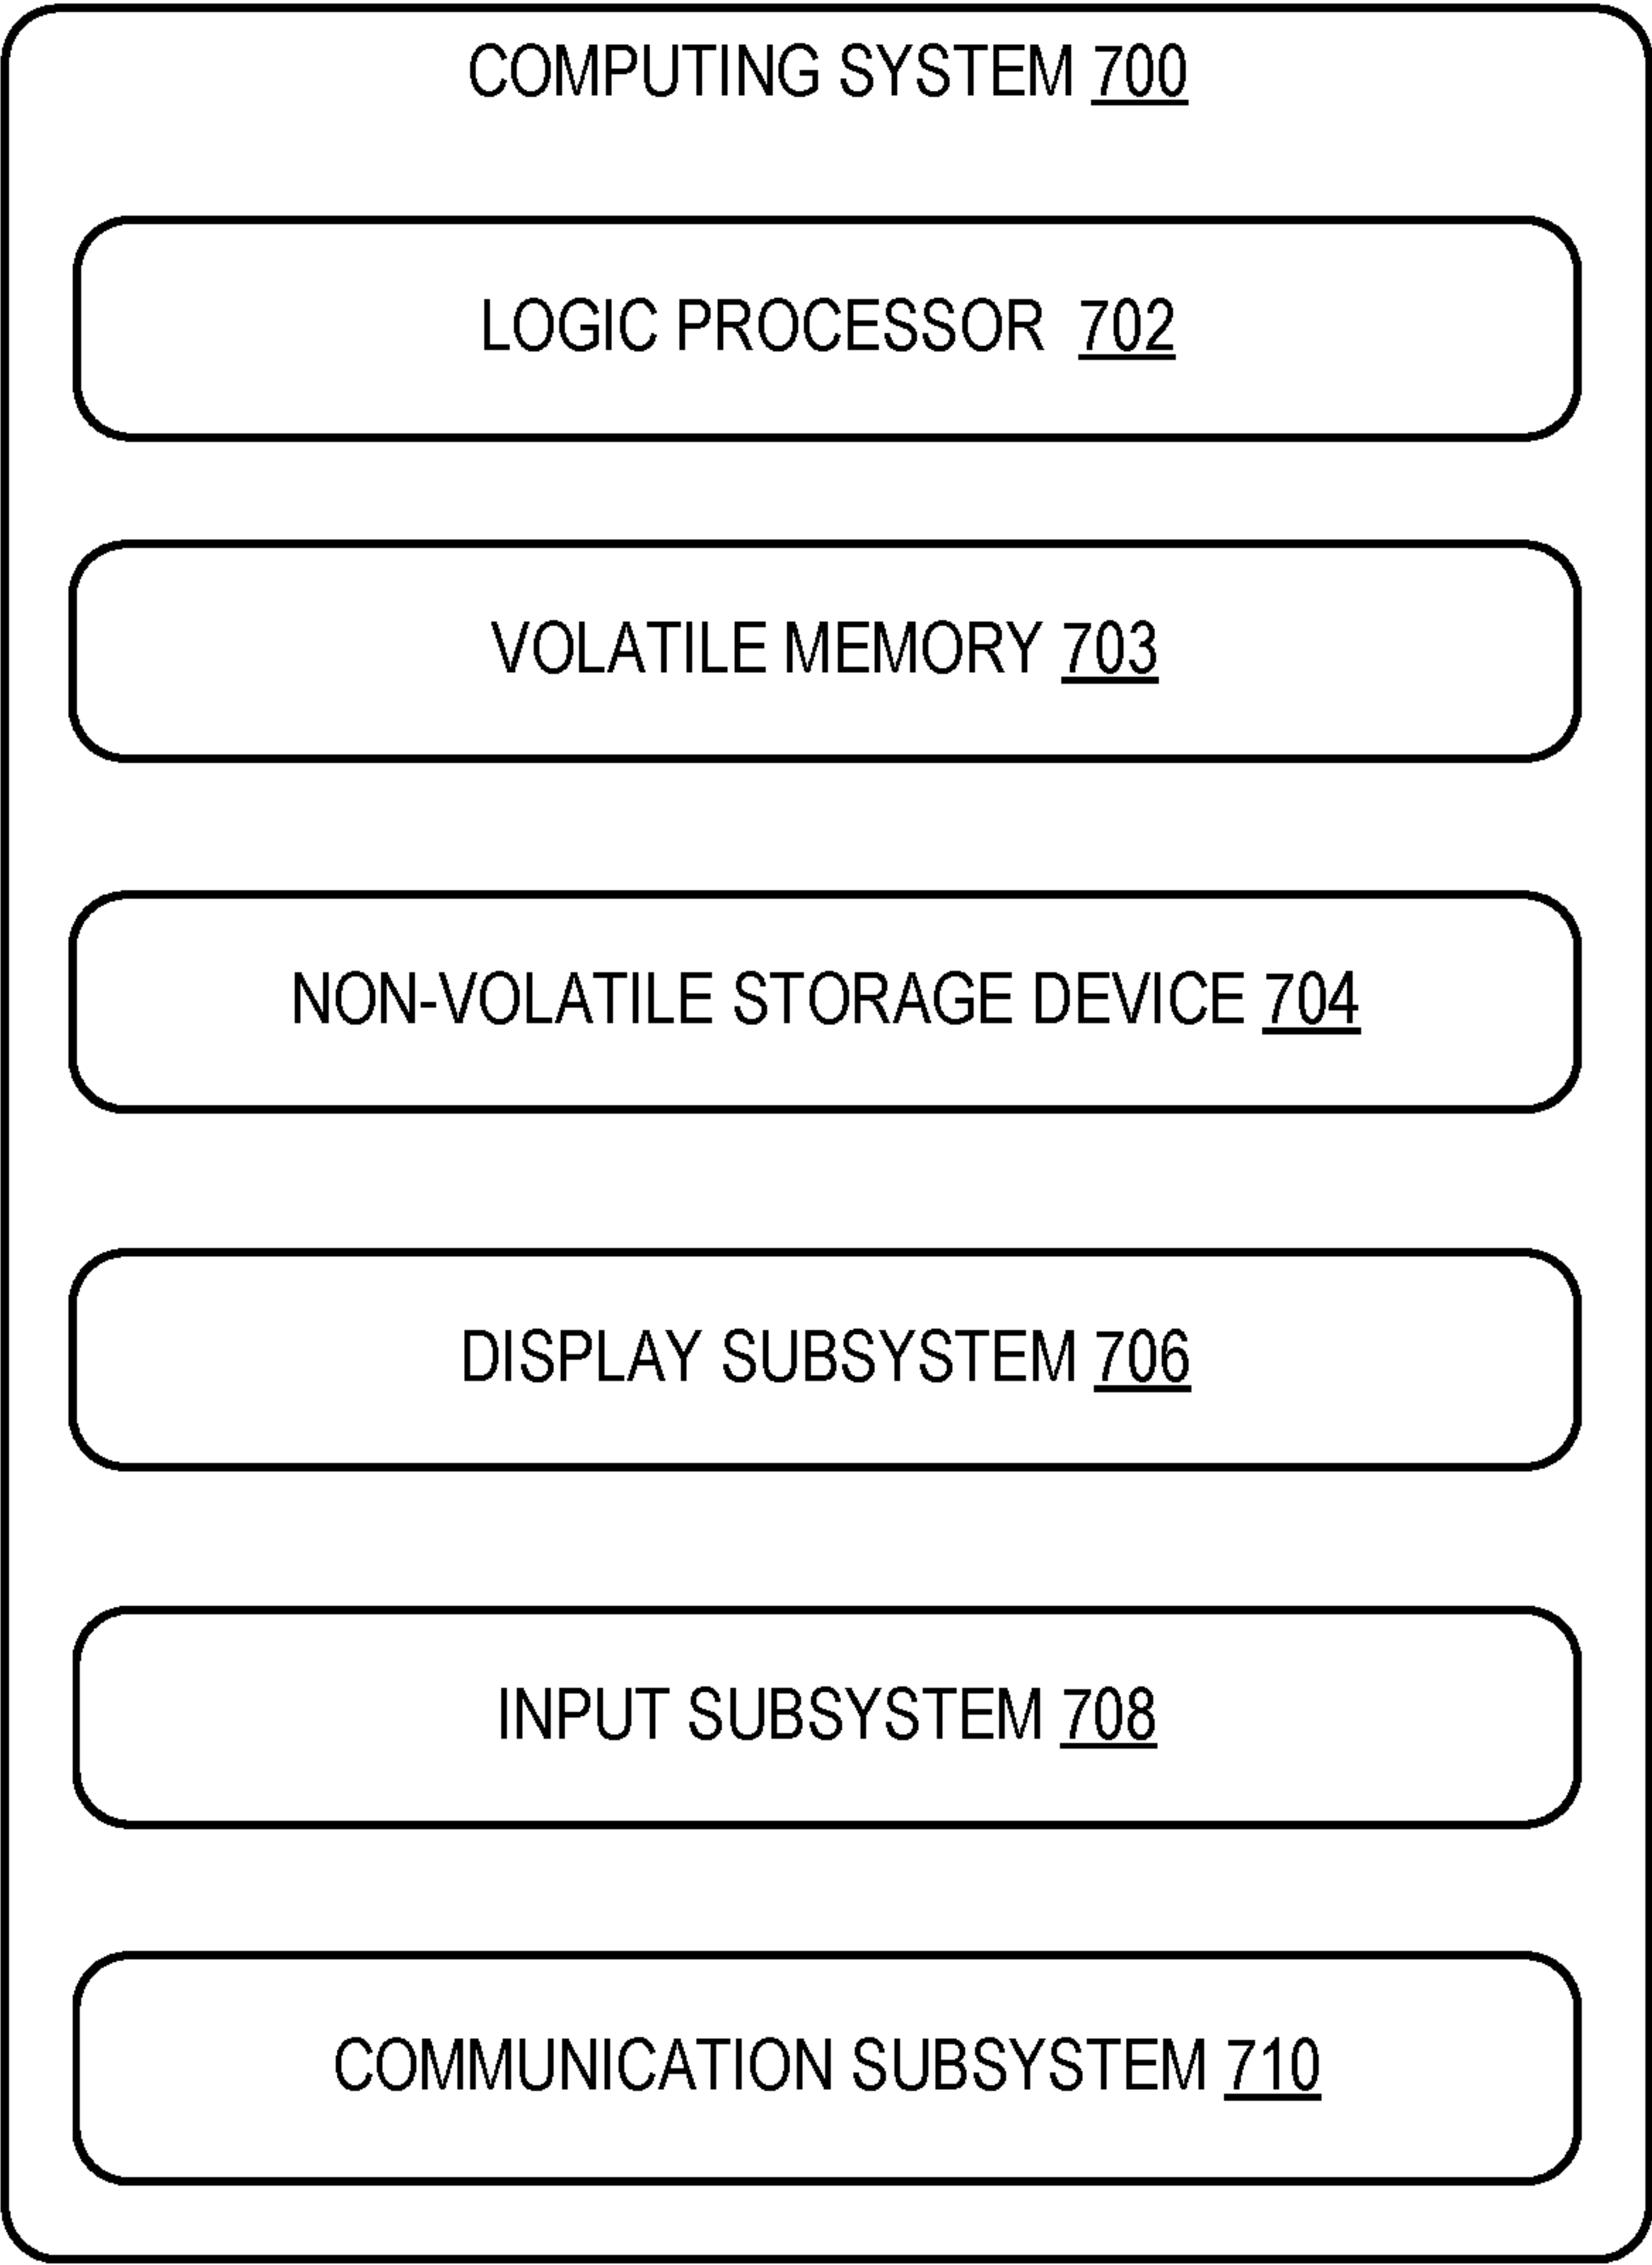 COMPUTING SYSTEM 700
LOGIC PROCESSOR 702
VOLATILE MEMORY 703
NON-VOLATILE STORAGE DEVICE 704
DISPLAY SUBSYSTEM 706
INPUT SUBSYSTEM 708
COMMUNICATION SUBSYSTEM 710